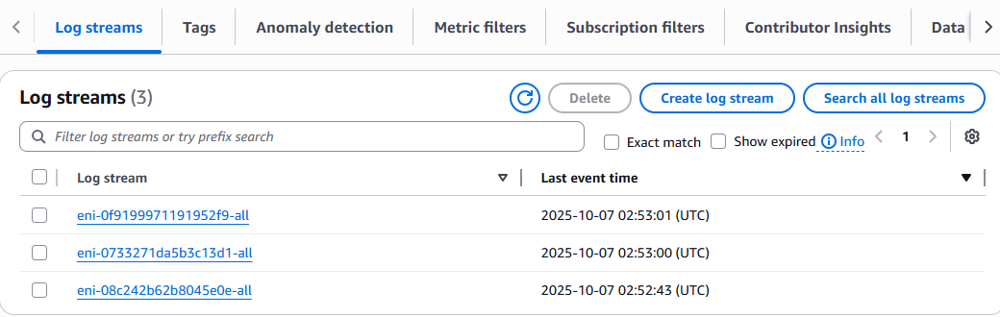 Log streams Tags Anomaly detection Metric filters Subscription filters Contributor Insights Data
Log streams (3) Delete Create log stream Search all log streams
Filter log streams or try prefix search Exact match Show expired Info 1
Log stream Last event time
eni-0f9199971191952f9-all 2025-10-07 02:53:01 (UTC)
eni-0733271da5b3c13d1-all 2025-10-07 02:53:00 (UTC)
eni-08c242b62b8045e0e-all 2025-10-07 02:52:43 (UTC)